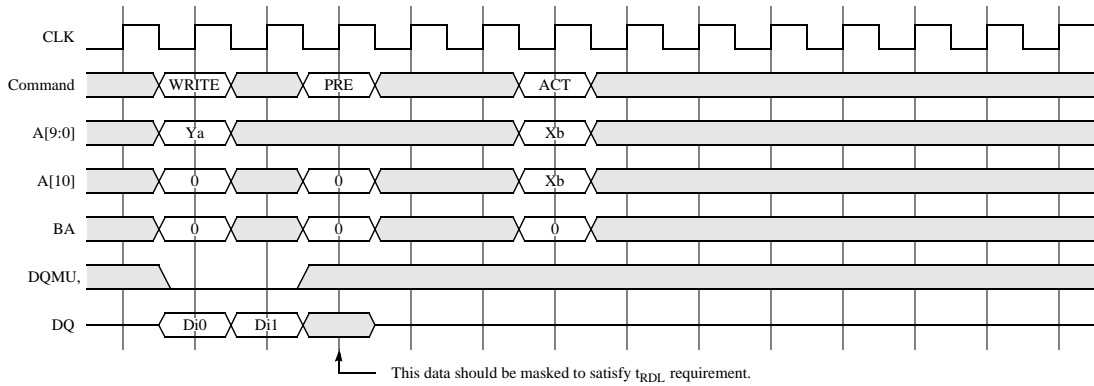 CLK
Command WRITE PRE ACT
A[9:0] Ya Xb
A[10] 0 0 Xb
BA 0 0 0
DQMU,
DQ Di0 Di1
This data should be masked to satisfy tRDL requirement.